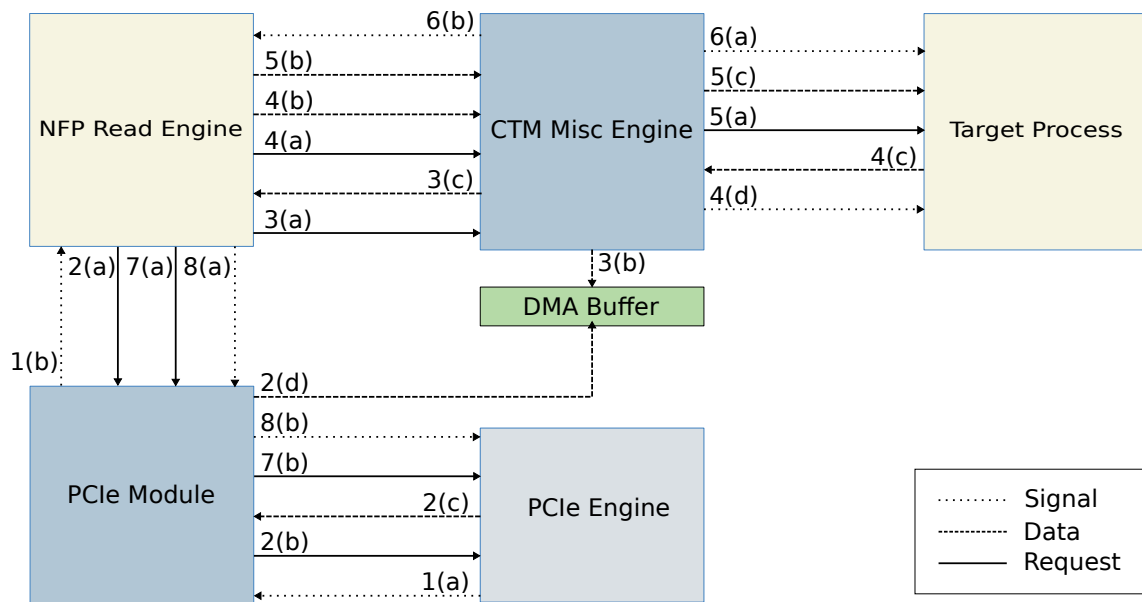 6(b)
6(a)
5(b)
5(c)
4(b)
NFP Read Engine
CTM Misc Engine
5(a)
Target Process
4(a)
4(c)
3(c)
4(d)
3(a)
2(a) 7(a) 8(a)
3(b)
DMA Buffer
1(b)
2(d)
8(b)
7(b)
PCIe Module
2(c)
PCIe Engine
2(b)
1(a)
Signal
Data
Request